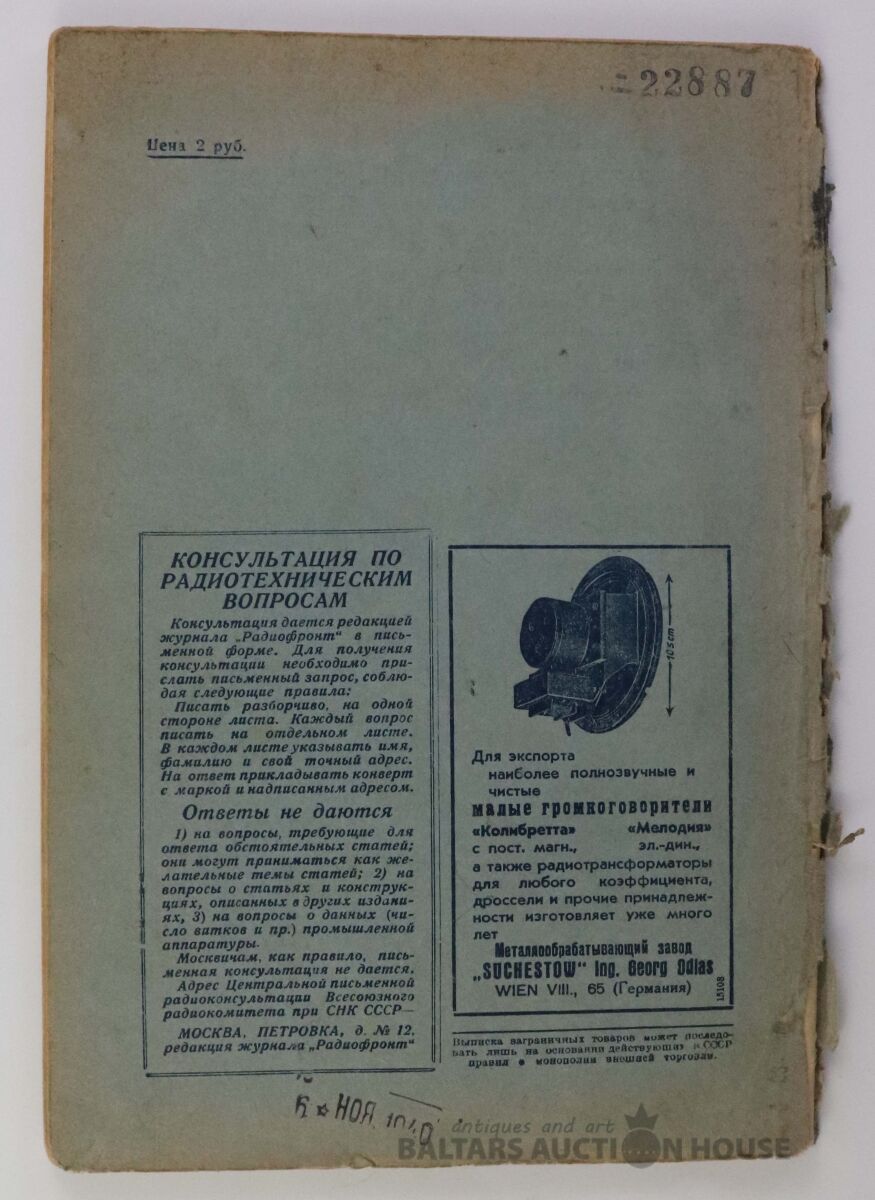 22887
Цена 2 руб.
КОНСУЛЬТАЦИЯ ПО
РАДИОТЕХНИЧЕСКИМ
ВОПРОСАМ
Консультация дается редакцией
журнала „Радиофронт“ в пись-
менной форме. Для получения
консультации необходимо при-
слать письменный запрос, соблю-
дая следующие правила:
Писать разборчиво, на одной
стороне листа. Каждый вопрос
писать на отдельном листе.
В каждом листе указывать имя,
фамилию и свой точный адрес.
На ответ прикладывать конверт
с маркой и надписанным адресом.
Ответы не даются
1) на вопросы, требующие для
ответа обстоятельных статей;
они могут приниматься как же-
лательные темы статей; 2) на
вопросы о статьях и конструк-
циях, описанных в других издани-
ях, 3) на вопросы о данных (чи-
сло витков и пр.) промышленной
аппаратуры.
Москвичам, как правило, пись-
менная консультация не дается.
Адрес Центральной письменной
радиоконсультации Всесоюзного
радиокомитета при СНК СССР—
МОСКВА, ПЕТРОВКА, д. № 12,
редакция журнала „Радиофронт“
10,5 cm
Для экспорта
наиболее полнозвучные и
чистые
малые громкоговорители
«Колибретта» «Мелодия»
с пост. магн., эл.-дин.,
а также радиотрансформаторы
для любого коэффициента,
дроссели и прочие принадлеж-
ности изготовляет уже много
лет
Металлообрабатывающий завод
„SUCHESTOW“ Ing. Georg Odlas
WIEN VIII., 65 (Германия)
15108
Выписка заграничных товаров может последо-
вать лишь на основании действующих в СССР
правил о монополии внешней торговли.
НОЯ 1940
antiques and art
BALTARS AUCTION HOUSE